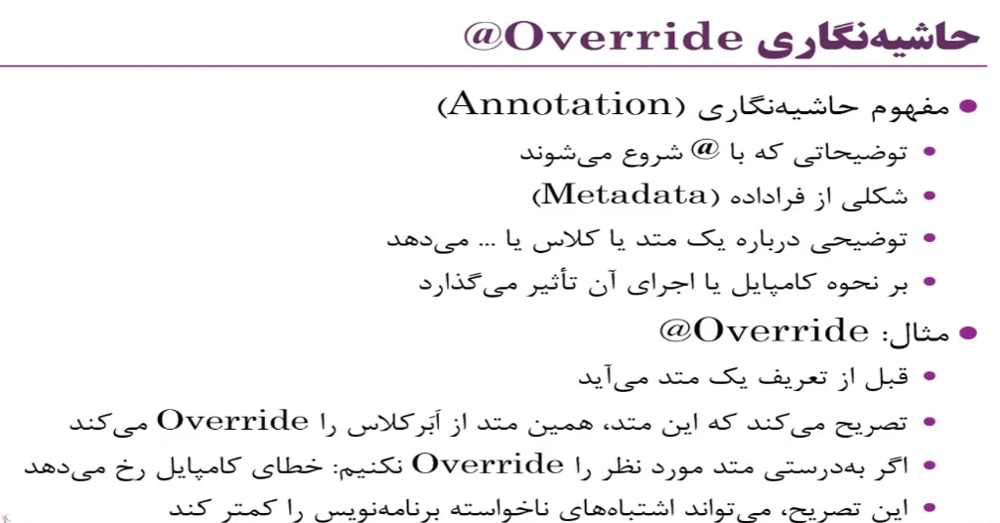 حاشیه‌نگاری @Override
مفهوم حاشیه‌نگاری (Annotation)
توضیحاتی که با @ شروع می‌شوند
شکلی از فراداده (Metadata)
توضیحی درباره یک متد یا کلاس یا ... می‌دهد
بر نحوه کامپایل یا اجرای آن تأثیر می‌گذارد
مثال: @Override
قبل از تعریف یک متد می‌آید
تصریح می‌کند که این متد، همین متد از اَبَرکلاس را Override می‌کند
اگر به‌درستی متد مورد نظر را Override نکنیم: خطای کامپایل رخ می‌دهد
این تصریح، می‌تواند اشتباه‌های ناخواسته برنامه‌نویس را کمتر کند